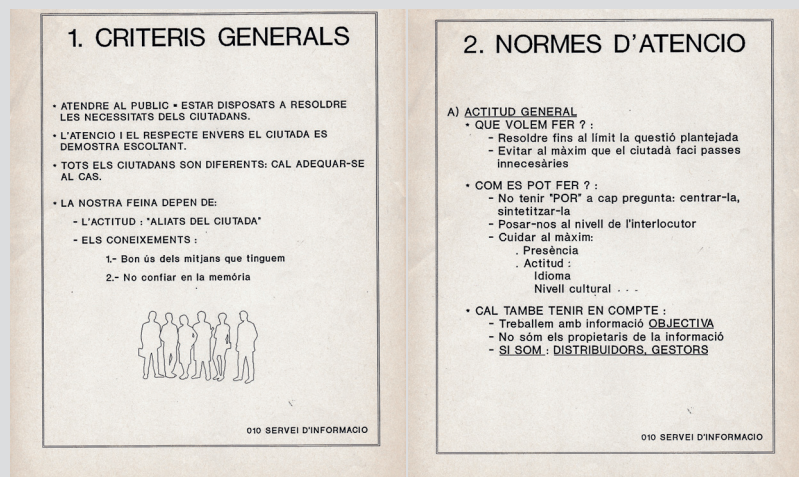 1. CRITERIS GENERALS
• ATENDRE AL PUBLIC = ESTAR DISPOSATS A RESOLDRE
LES NECESSITATS DELS CIUTADANS.
• L'ATENCIO I EL RESPECTE ENVERS EL CIUTADA ES
DEMOSTRA ESCOLTANT.
• TOTS ELS CIUTADANS SON DIFERENTS: CAL ADEQUAR-SE
AL CAS.
• LA NOSTRA FEINA DEPEN DE:
- L'ACTITUD : "ALIATS DEL CIUTADA"
- ELS CONEIXEMENTS :
1.- Bon ús dels mitjans que tinguem
2.- No confiar en la memória
010 SERVEI D'INFORMACIO
2. NORMES D'ATENCIO
A) ACTITUD GENERAL
• QUE VOLEM FER ? :
- Resoldre fins al límit la questió plantejada
- Evitar al màxim que el ciutadà faci passes
innecesàries
• COM ES POT FER ? :
- No tenir "POR" a cap pregunta: centrar-la,
sintetitzar-la
- Posar-nos al nivell de l'interlocutor
- Cuidar al màxim:
. Presència
. Actitud :
Idioma
Nivell cultural . . .
• CAL TAMBE TENIR EN COMPTE :
- Treballem amb informació OBJECTIVA
- No sóm els propietaris de la informació
- SI SOM : DISTRIBUIDORS, GESTORS
010 SERVEI D'INFORMACIO